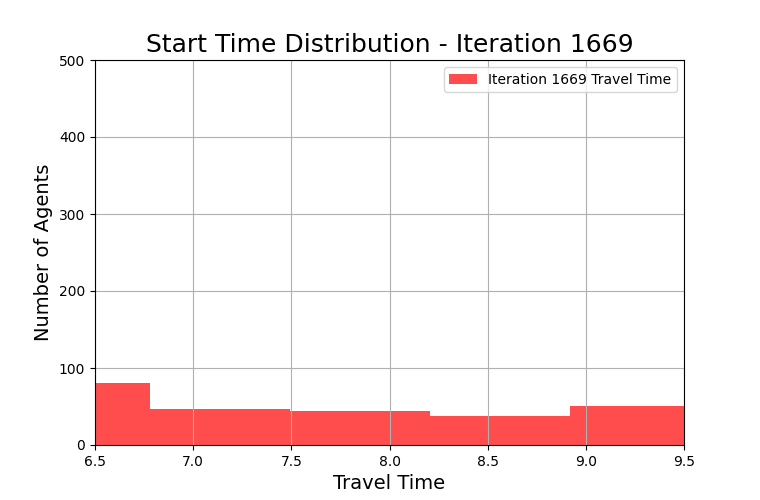 Start Time Distribution - Iteration 1669
Iteration 1669 Travel Time
Number of Agents
500
400
300
200
100
0
6.5 7.0 7.5 8.0 8.5 9.0 9.5
Travel Time